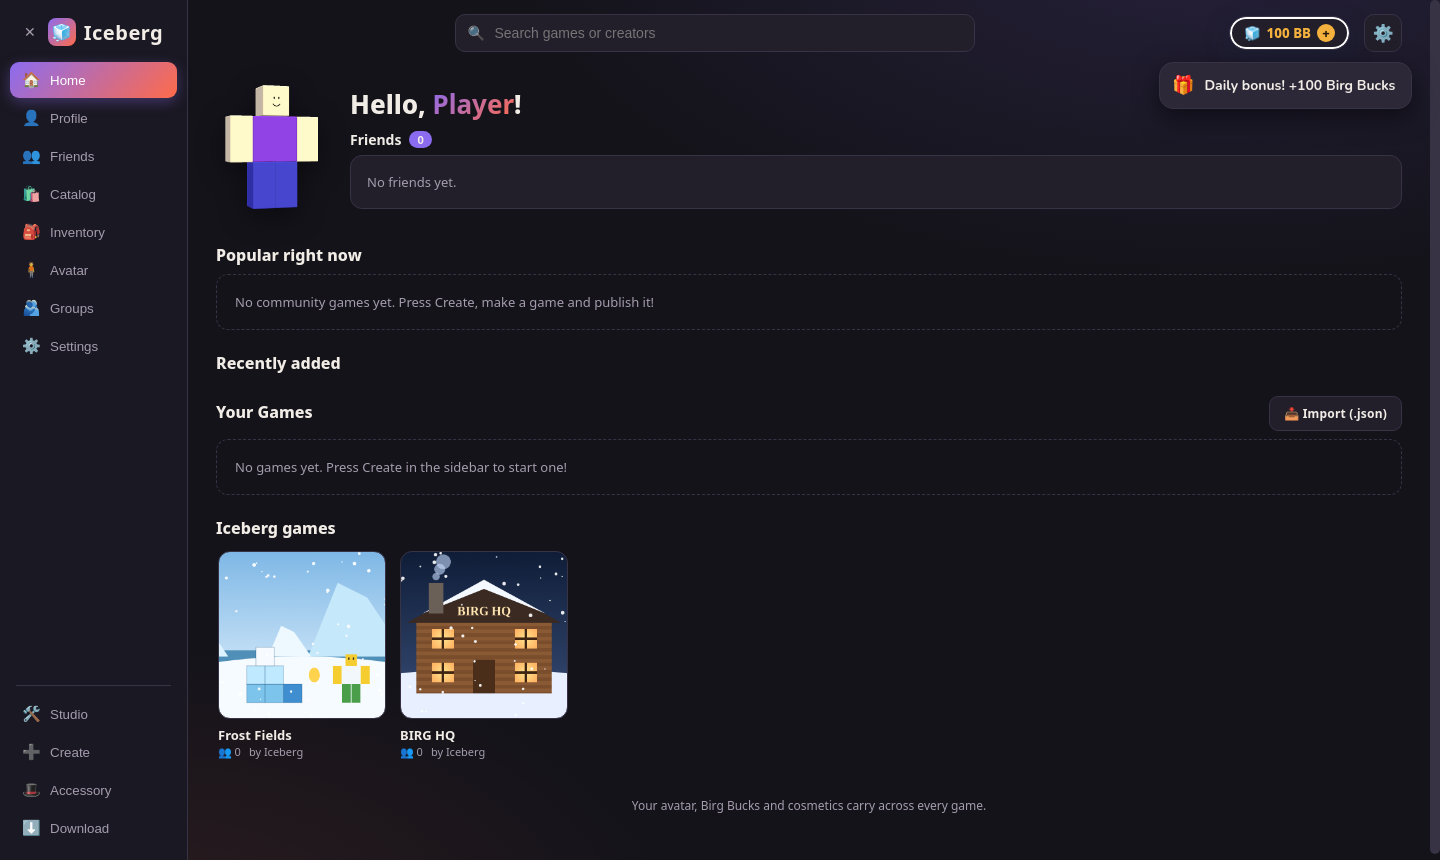 ✕ Iceberg
Home
Profile
Friends
Catalog
Inventory
Avatar
Groups
Settings
Studio
Create
Accessory
Download
Search games or creators
100 BB +
Daily bonus! +100 Birg Bucks
Hello, Player!
Friends 0
No friends yet.
Popular right now
No community games yet. Press Create, make a game and publish it!
Recently added
Your Games
Import (.json)
No games yet. Press Create in the sidebar to start one!
Iceberg games
BIRG HQ
Frost Fields
0 by Iceberg
BIRG HQ
0 by Iceberg
Your avatar, Birg Bucks and cosmetics carry across every game.